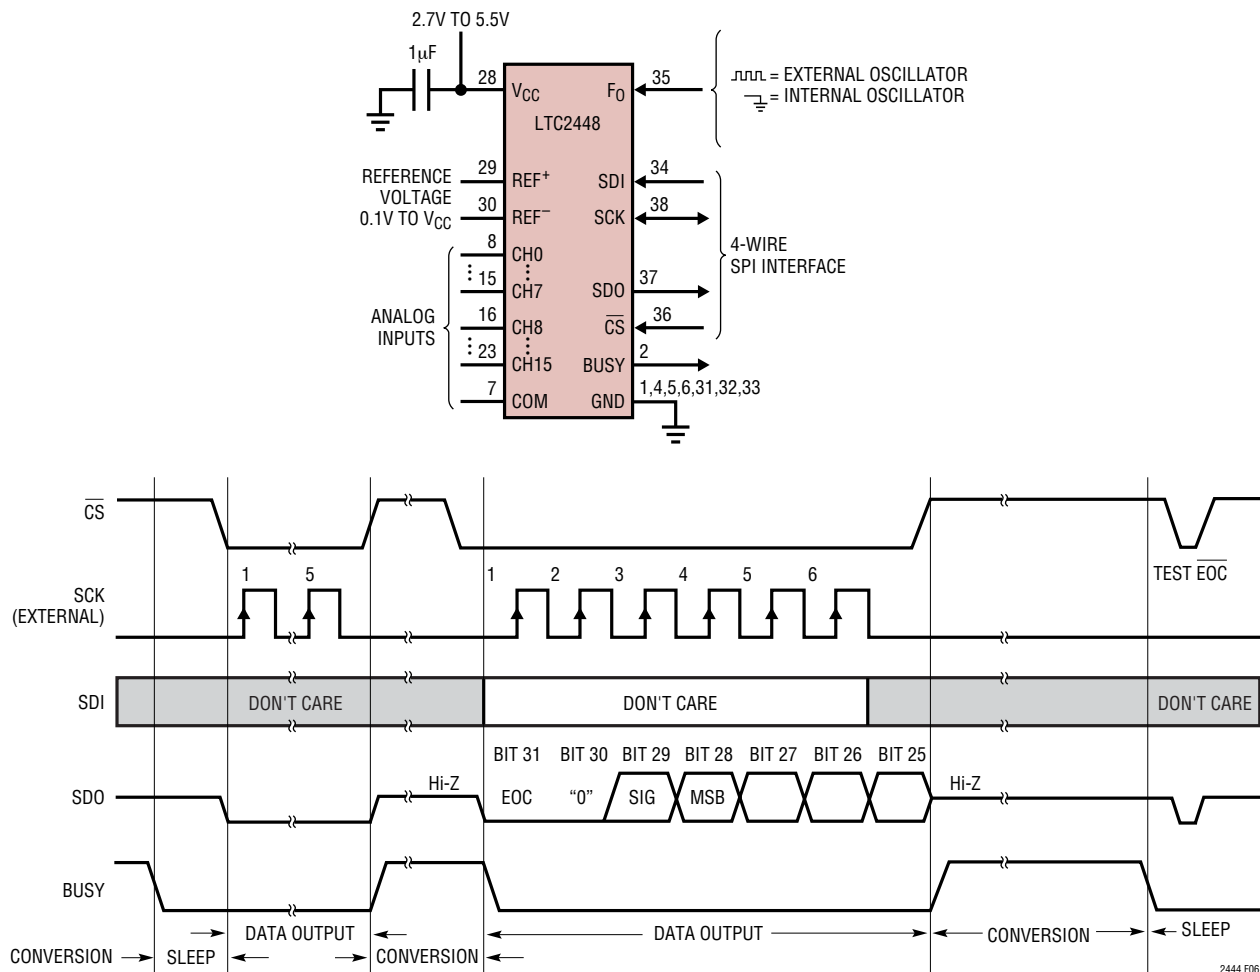 2.7V TO 5.5V
1µF
28
VCC
FO
35
= EXTERNAL OSCILLATOR
= INTERNAL OSCILLATOR
LTC2448
REFERENCE
VOLTAGE
0.1V TO VCC
29
REF+
30
REF–
SDI
34
SCK
38
4-WIRE
SPI INTERFACE
ANALOG
INPUTS
8
CH0
15
CH7
16
CH8
23
CH15
7
COM
SDO
37
CS
36
BUSY
2
GND
1,4,5,6,31,32,33
CS
TEST EOC
SCK
(EXTERNAL)
1 5 1 2 3 4 5 6
SDI
DON'T CARE DON'T CARE DON'T CARE
BIT 31 BIT 30 BIT 29 BIT 28 BIT 27 BIT 26 BIT 25
SDO
Hi-Z EOC “0” SIG MSB Hi-Z
BUSY
DATA OUTPUT DATA OUTPUT CONVERSION SLEEP
CONVERSION SLEEP CONVERSION
2444 F06